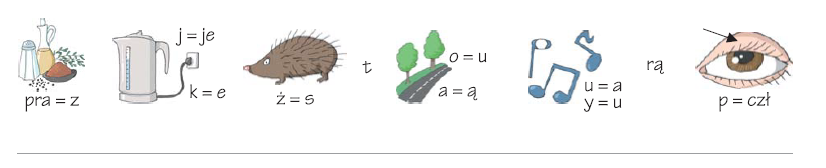 pra = z
j = je
k = e
ż = s
t
o = u
a = ą
u = a
y = u
rą
p = czł